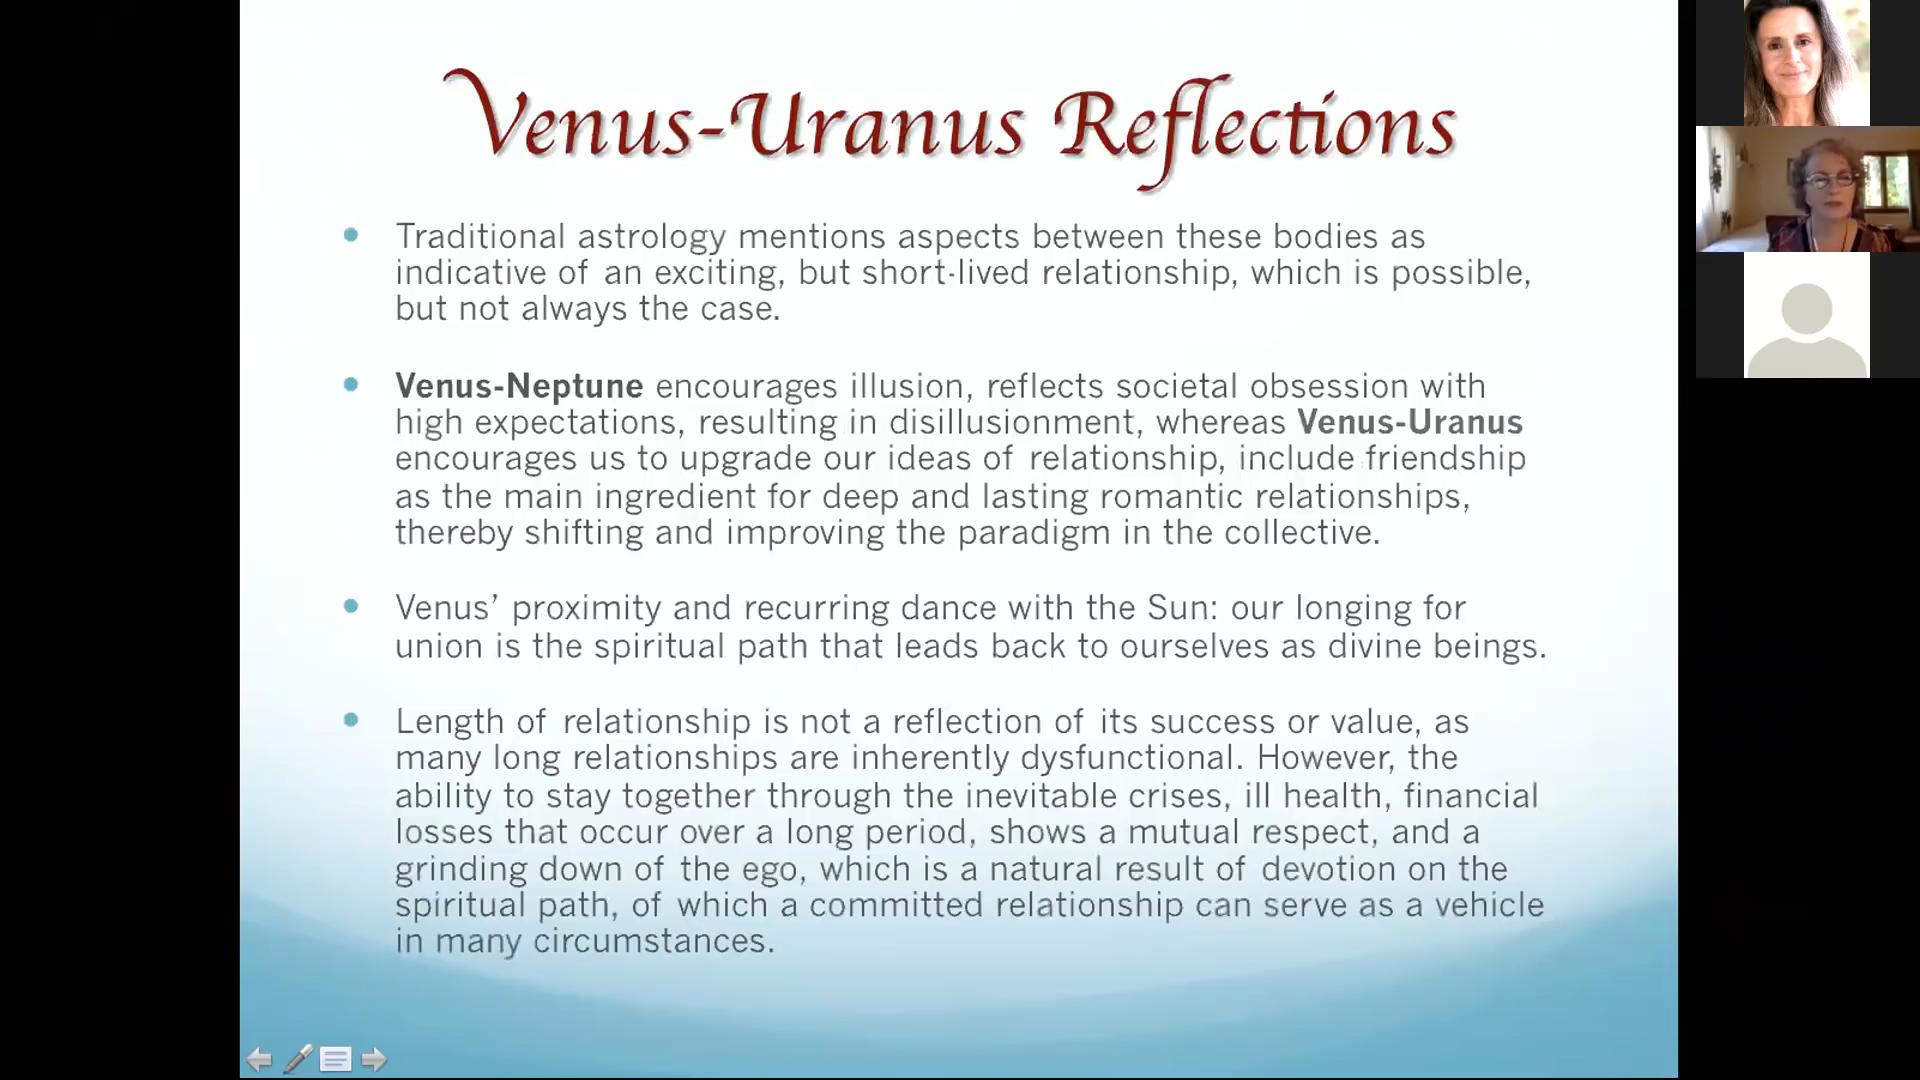 Venus-Uranus Reflections
Traditional astrology mentions aspects between these bodies as
indicative of an exciting, but short-lived relationship, which is possible,
but not always the case.
Venus-Neptune encourages illusion, reflects societal obsession with
high expectations, resulting in disillusionment, whereas Venus-Uranus
encourages us to upgrade our ideas of relationship, include friendship
as the main ingredient for deep and lasting romantic relationships,
thereby shifting and improving the paradigm in the collective.
Venus’ proximity and recurring dance with the Sun: our longing for
union is the spiritual path that leads back to ourselves as divine beings.
Length of relationship is not a reflection of its success or value, as
many long relationships are inherently dysfunctional. However, the
ability to stay together through the inevitable crises, ill health, financial
losses that occur over a long period, shows a mutual respect, and a
grinding down of the ego, which is a natural result of devotion on the
spiritual path, of which a committed relationship can serve as a vehicle
in many circumstances.